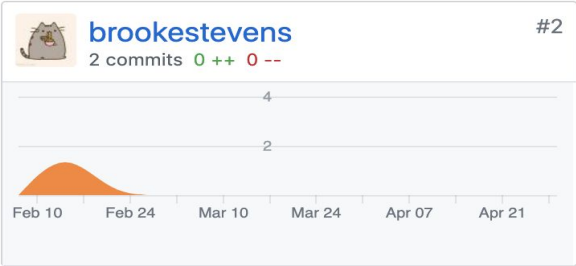 brookestevens
#2
2 commits 0 ++ 0 --
4
2
Feb 10 Feb 24 Mar 10 Mar 24 Apr 07 Apr 21